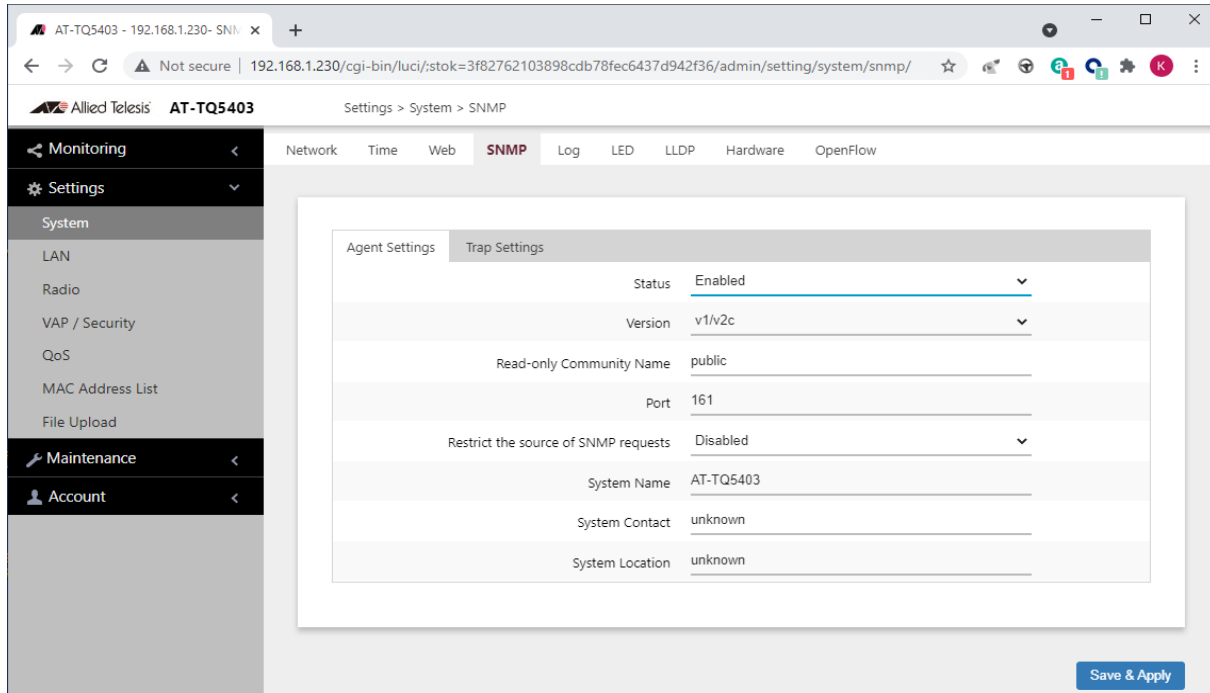 AT-TQ5403 - 192.168.1.230- SNM
Not secure | 192.168.1.230/cgi-bin/luci/;stok=3f82762103898cdb78fec6437d942f36/admin/setting/system/snmp/
a 1 K
Allied Telesis AT-TQ5403 Settings > System > SNMP
Monitoring
Network Time Web SNMP Log LED LLDP Hardware OpenFlow
Settings
System
LAN
Radio
VAP / Security
QoS
MAC Address List
File Upload
Maintenance
Account
Agent Settings Trap Settings
Status Enabled
Version v1/v2c
Read-only Community Name public
Port 161
Restrict the source of SNMP requests Disabled
System Name AT-TQ5403
System Contact unknown
System Location unknown
Save & Apply